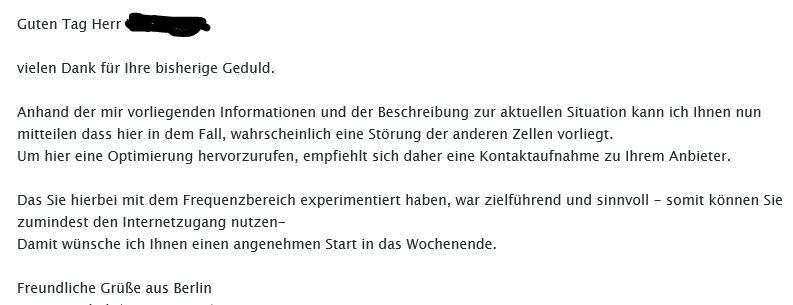 Guten Tag Herr
vielen Dank für Ihre bisherige Geduld.
Anhand der mir vorliegenden Informationen und der Beschreibung zur aktuellen Situation kann ich Ihnen nun
mitteilen dass hier in dem Fall, wahrscheinlich eine Störung der anderen Zellen vorliegt.
Um hier eine Optimierung hervorzurufen, empfiehlt sich daher eine Kontaktaufnahme zu Ihrem Anbieter.
Das Sie hierbei mit dem Frequenzbereich experimentiert haben, war zielführend und sinnvoll - somit können Sie
zumindest den Internetzugang nutzen-
Damit wünsche ich Ihnen einen angenehmen Start in das Wochenende.
Freundliche Grüße aus Berlin